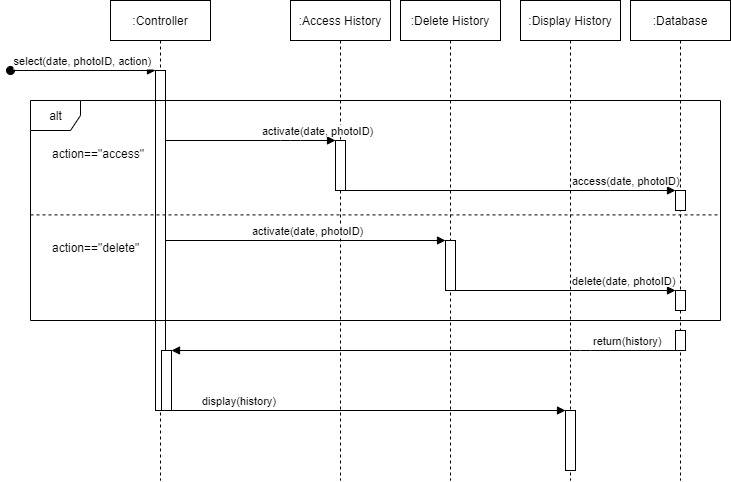 :Controller
:Access History
:Delete History
:Display History
:Database
select(date, photoID, action)
alt
activate(date, photoID)
action=="access"
access(date, photoID)
activate(date, photoID)
action=="delete"
delete(date, photoID)
return(history)
display(history)